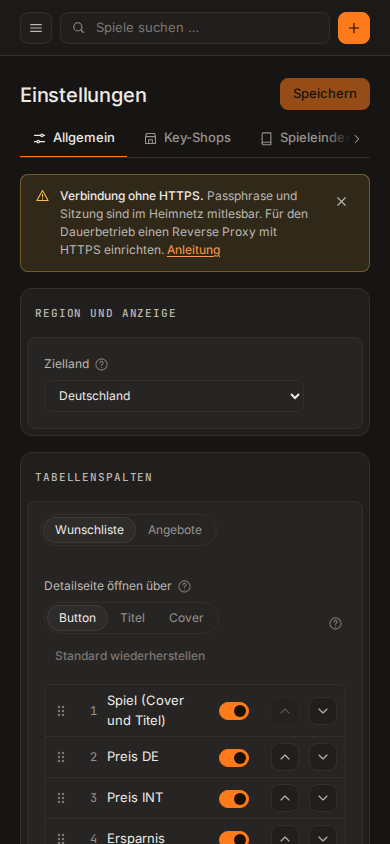 Spiele suchen ...
Einstellungen
Speichern
Allgemein
Key-Shops
Spieleinde
Verbindung ohne HTTPS. Passphrase und
Sitzung sind im Heimnetz mitlesbar. Für den
Dauerbetrieb einen Reverse Proxy mit
HTTPS einrichten. Anleitung
REGION UND ANZEIGE
Zielland
Deutschland
TABELLENSPALTEN
Wunschliste
Angebote
Detailseite öffnen über
Button
Titel
Cover
Standard wiederherstellen
1 Spiel (Cover
und Titel)
2 Preis DE
3 Preis INT
4 Ersparnis